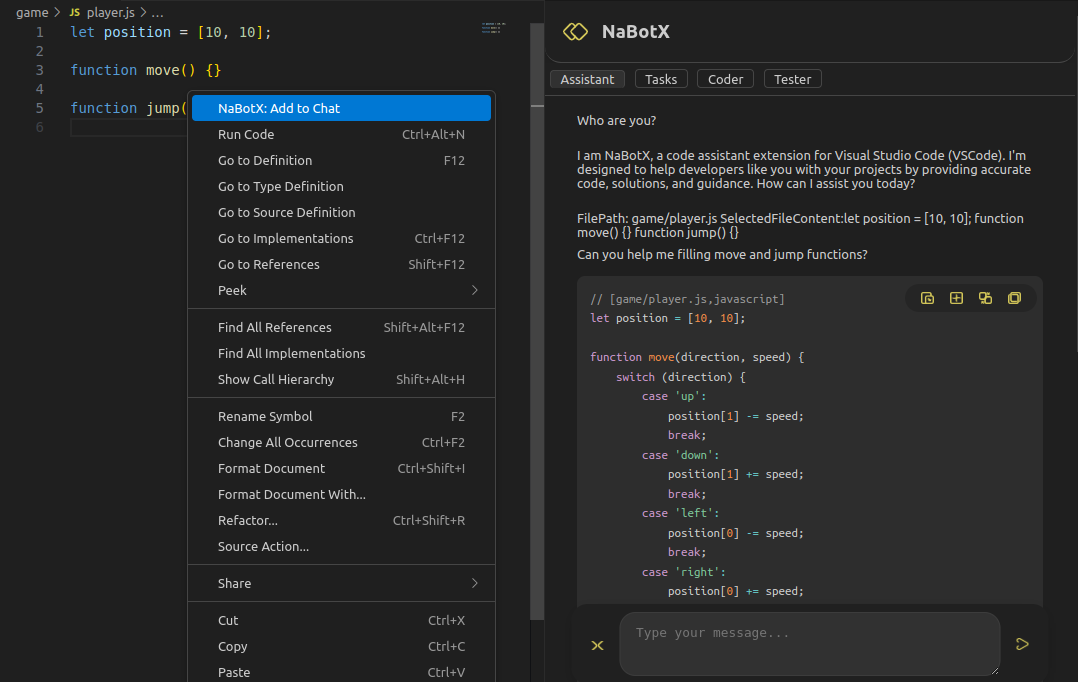 game > JS player.js > ...
1 let position = [10, 10];
2
3 function move() {}
4
5 function jump(
6
NaBotX: Add to Chat
Run Code Ctrl+Alt+N
Go to Definition F12
Go to Type Definition
Go to Source Definition
Go to Implementations Ctrl+F12
Go to References Shift+F12
Peek >
Find All References Shift+Alt+F12
Find All Implementations
Show Call Hierarchy Shift+Alt+H
Rename Symbol F2
Change All Occurrences Ctrl+F2
Format Document Ctrl+Shift+I
Format Document With...
Refactor... Ctrl+Shift+R
Source Action...
Share >
Cut Ctrl+X
Copy Ctrl+C
Paste Ctrl+V
NaBotX
Assistant Tasks Coder Tester
Who are you?
I am NaBotX, a code assistant extension for Visual Studio Code (VSCode). I'm
designed to help developers like you with your projects by providing accurate
code, solutions, and guidance. How can I assist you today?
FilePath: game/player.js SelectedFileContent:let position = [10, 10]; function
move() {} function jump() {}
Can you help me filling move and jump functions?
// [game/player.js,javascript]
let position = [10, 10];
function move(direction, speed) {
switch (direction) {
case 'up':
position[1] -= speed;
break;
case 'down':
position[1] += speed;
break;
case 'left':
position[0] -= speed;
break;
case 'right':
position[0] += speed;
Type your message...